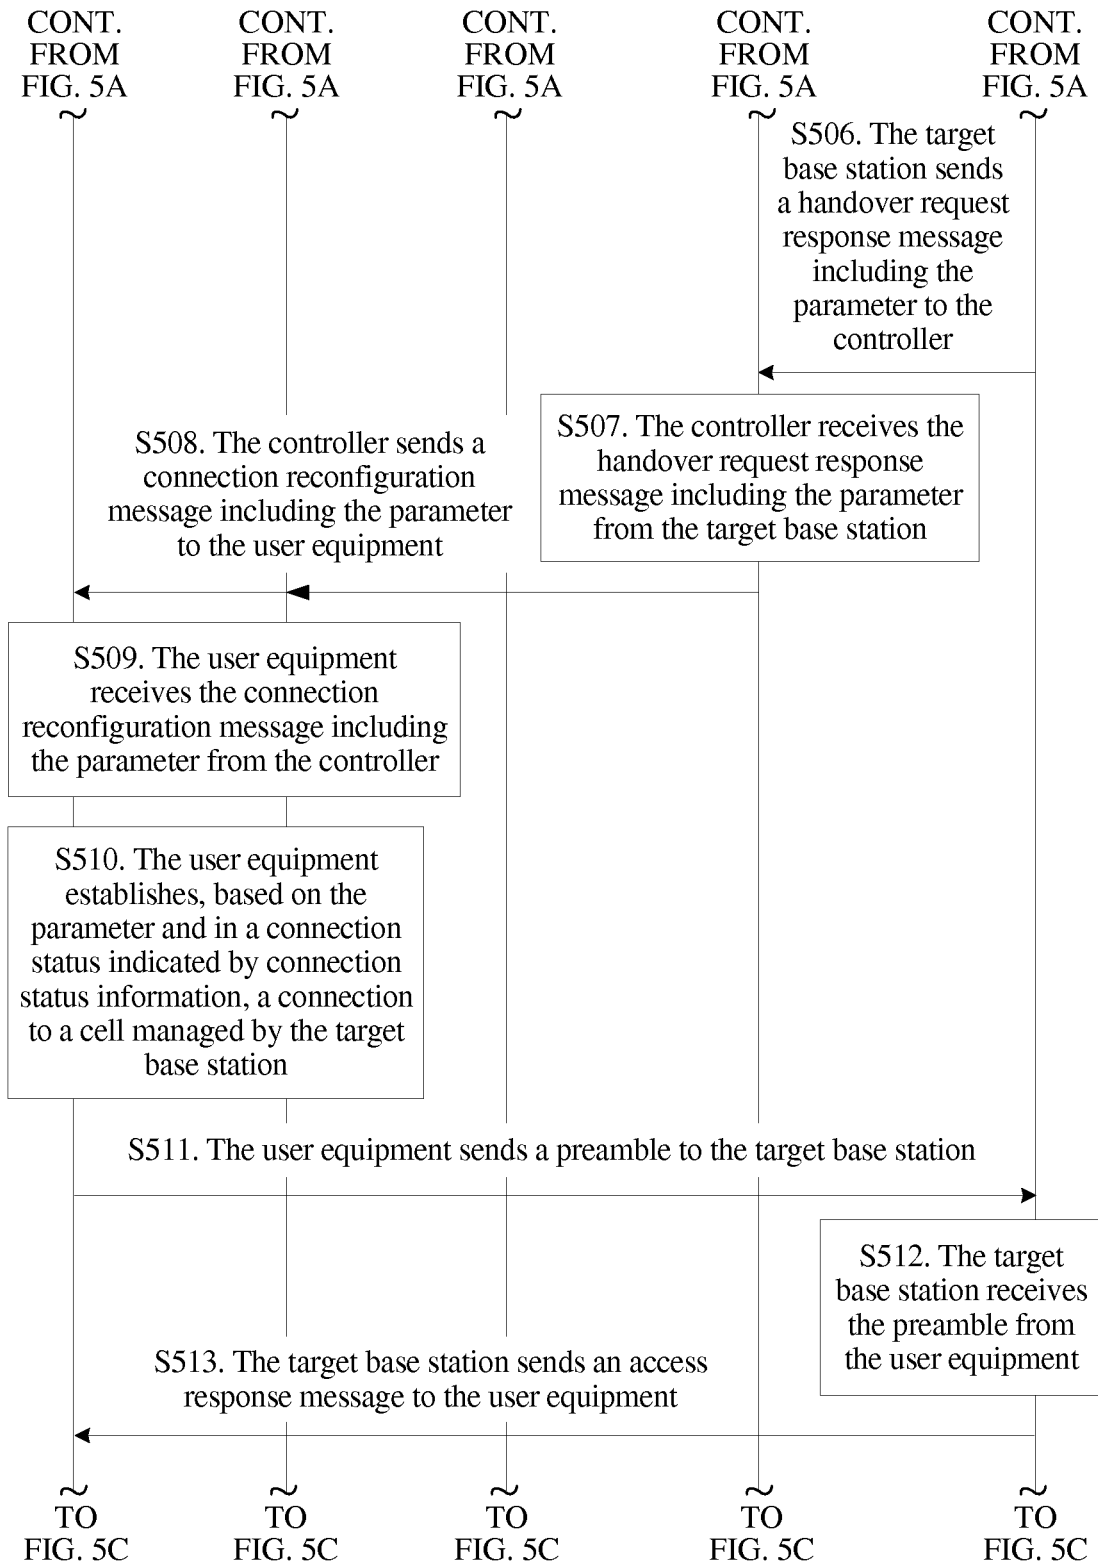 CONT.
FROM
FIG. 5A
CONT.
FROM
FIG. 5A
CONT.
FROM
FIG. 5A
CONT.
FROM
FIG. 5A
CONT.
FROM
FIG. 5A
S506. The target
base station sends
a handover request
response message
including the
parameter to the
controller
S507. The controller receives the
handover request response
message including the parameter
from the target base station
S508. The controller sends a
connection reconfiguration
message including the parameter
to the user equipment
S509. The user equipment
receives the connection
reconfiguration message including
the parameter from the controller
S510. The user equipment
establishes, based on the
parameter and in a connection
status indicated by connection
status information, a connection
to a cell managed by the target
base station
S511. The user equipment sends a preamble to the target base station
S512. The target
base station receives
the preamble from
the user equipment
S513. The target base station sends an access
response message to the user equipment
TO
FIG. 5C
TO
FIG. 5C
TO
FIG. 5C
TO
FIG. 5C
TO
FIG. 5C